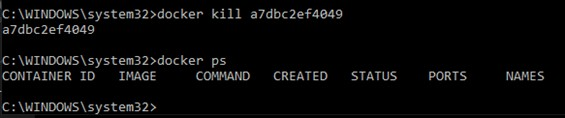 C:\WINDOWS\system32>docker kill a7dbc2ef4049
a7dbc2ef4049
C:\WINDOWS\system32>docker ps
CONTAINER ID   IMAGE     COMMAND   CREATED   STATUS    PORTS     NAMES
C:\WINDOWS\system32>